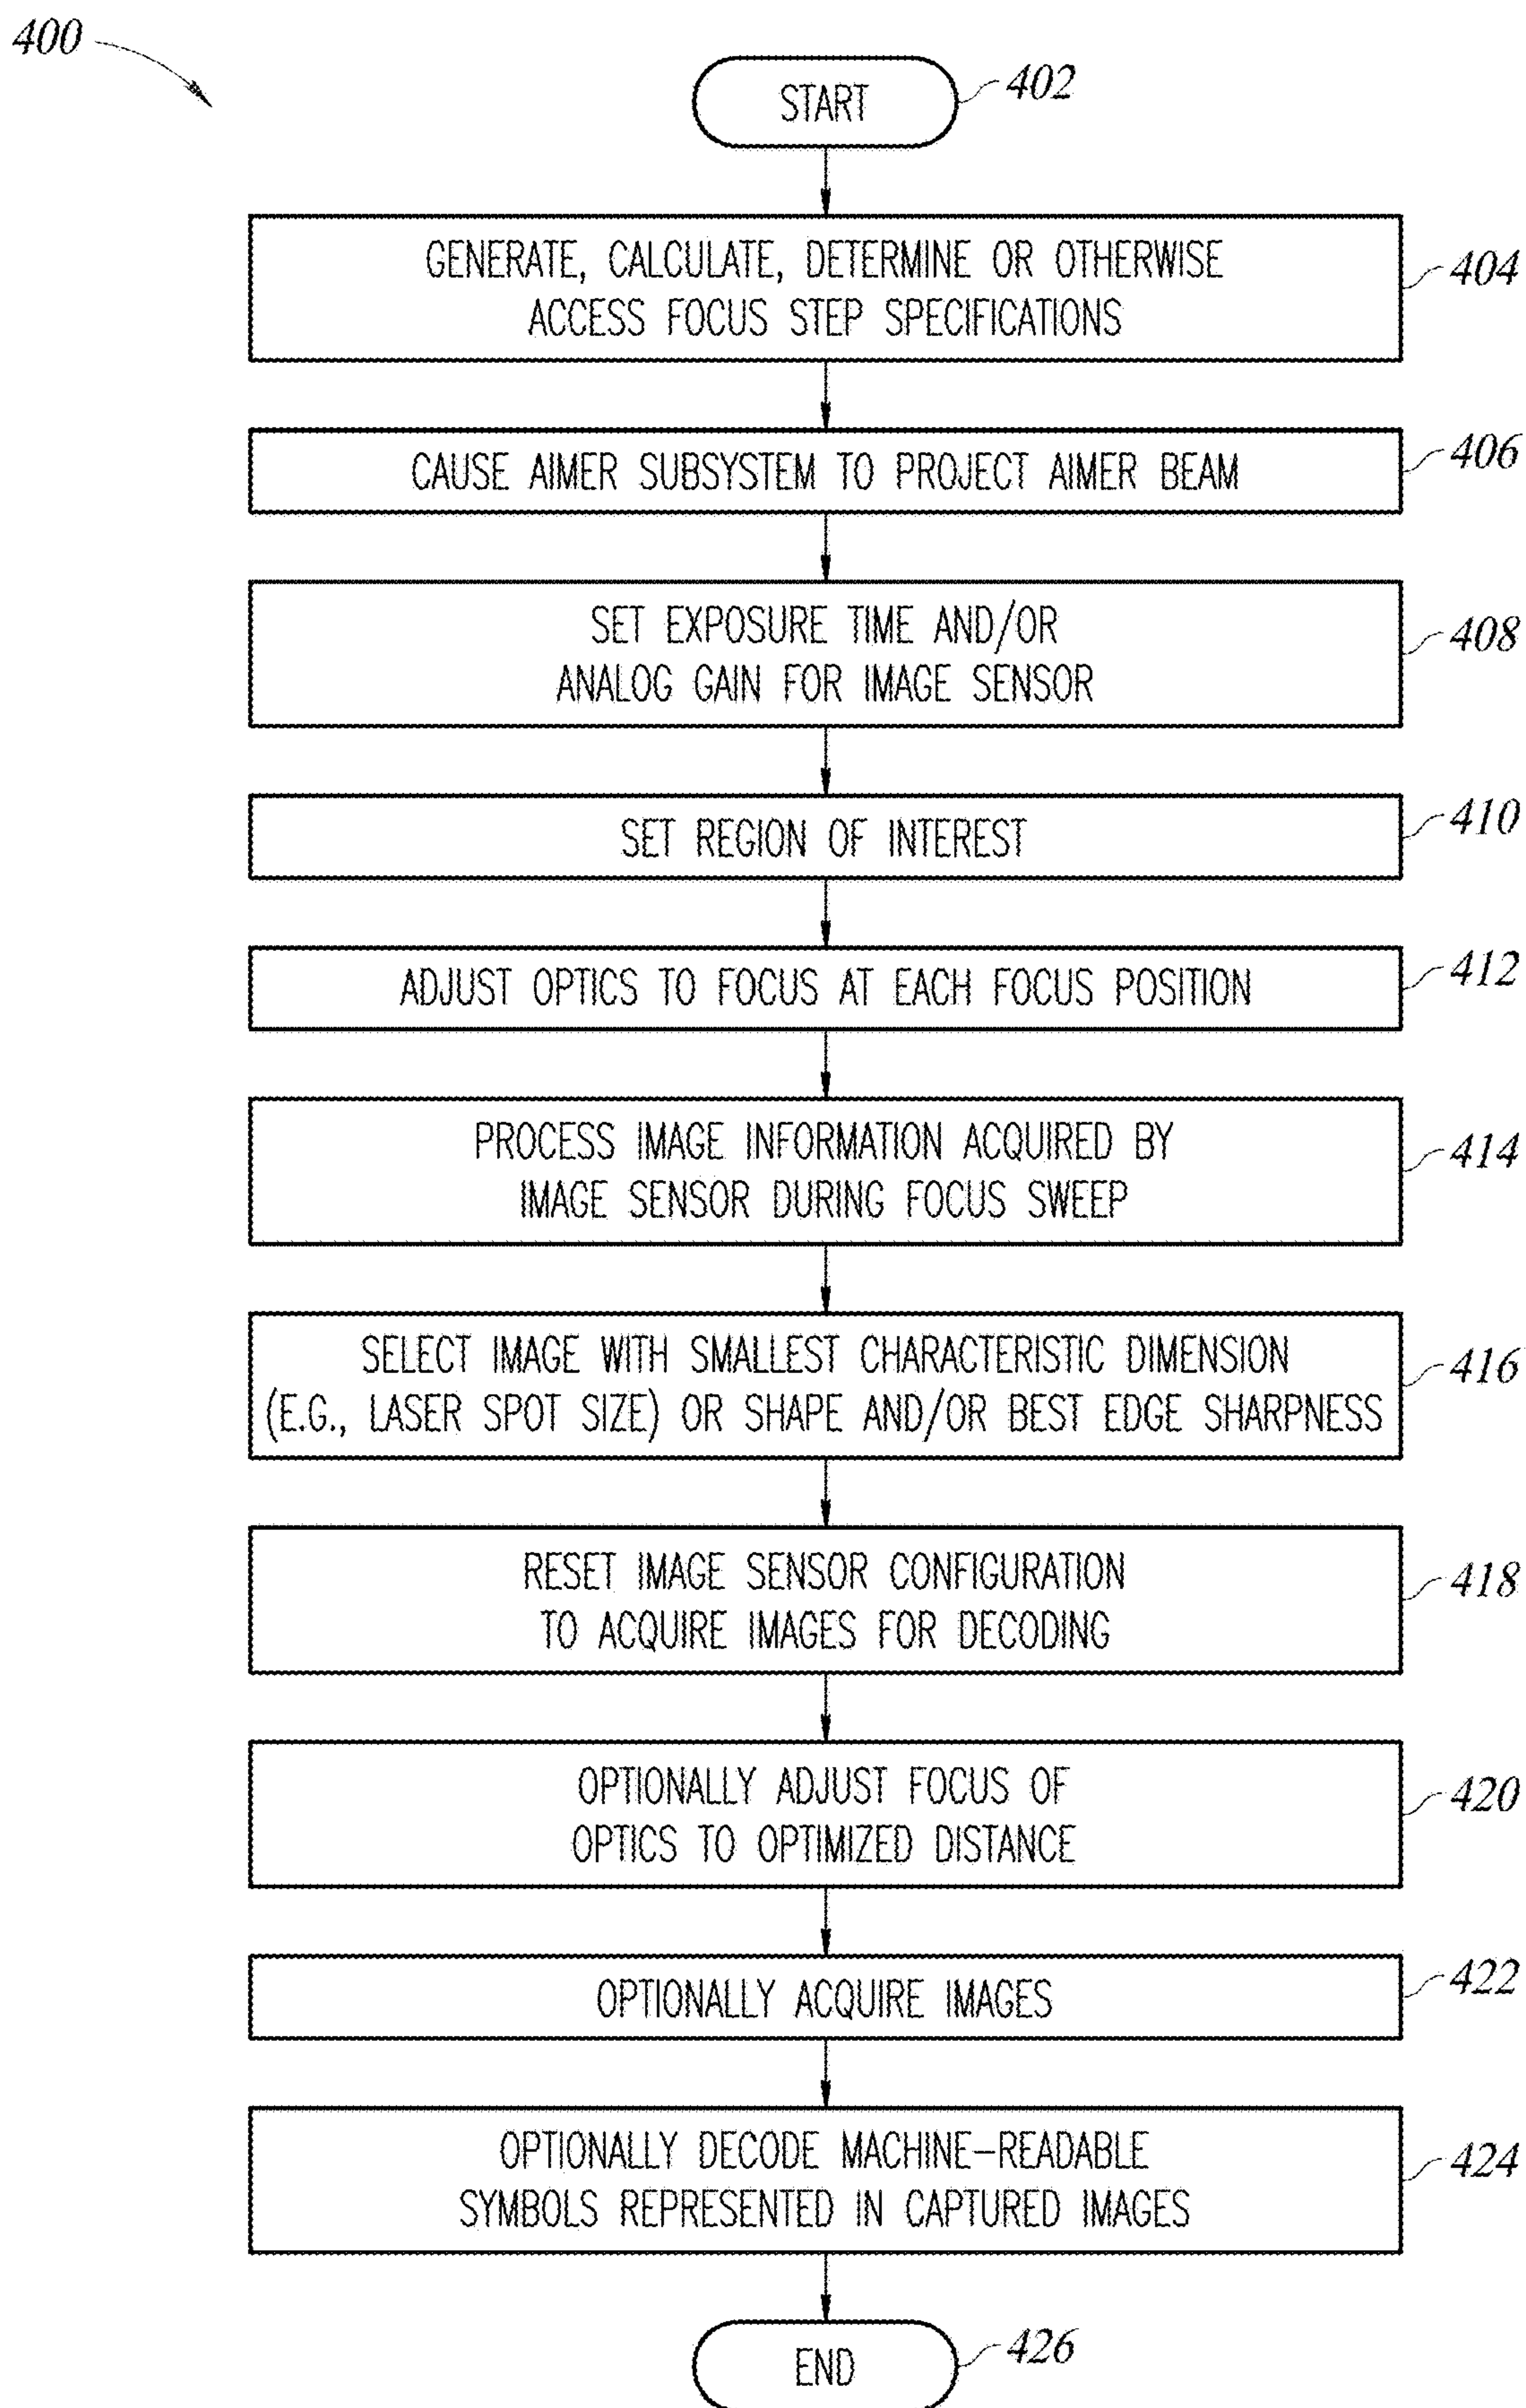 400
START
402
GENERATE, CALCULATE, DETERMINE OR OTHERWISE
ACCESS FOCUS STEP SPECIFICATIONS
404
CAUSE AIMER SUBSYSTEM TO PROJECT AIMER BEAM
406
SET EXPOSURE TIME AND/OR
ANALOG GAIN FOR IMAGE SENSOR
408
SET REGION OF INTEREST
410
ADJUST OPTICS TO FOCUS AT EACH FOCUS POSITION
412
PROCESS IMAGE INFORMATION ACQUIRED BY
IMAGE SENSOR DURING FOCUS SWEEP
414
SELECT IMAGE WITH SMALLEST CHARACTERISTIC DIMENSION
(E.G., LASER SPOT SIZE) OR SHAPE AND/OR BEST EDGE SHARPNESS
416
RESET IMAGE SENSOR CONFIGURATION
TO ACQUIRE IMAGES FOR DECODING
418
OPTIONALLY ADJUST FOCUS OF
OPTICS TO OPTIMIZED DISTANCE
420
OPTIONALLY ACQUIRE IMAGES
422
OPTIONALLY DECODE MACHINE-READABLE
SYMBOLS REPRESENTED IN CAPTURED IMAGES
424
END
426